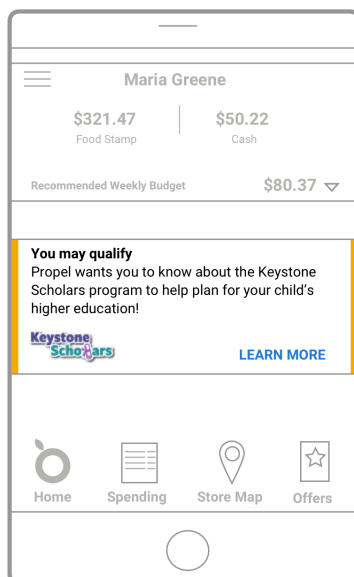 Maria Greene
$321.47 $50.22
Food Stamp Cash
Recommended Weekly Budget $80.37
You may qualify
Propel wants you to know about the Keystone
Scholars program to help plan for your child’s
higher education!
Keystone
Scholars
LEARN MORE
Home Spending Store Map Offers